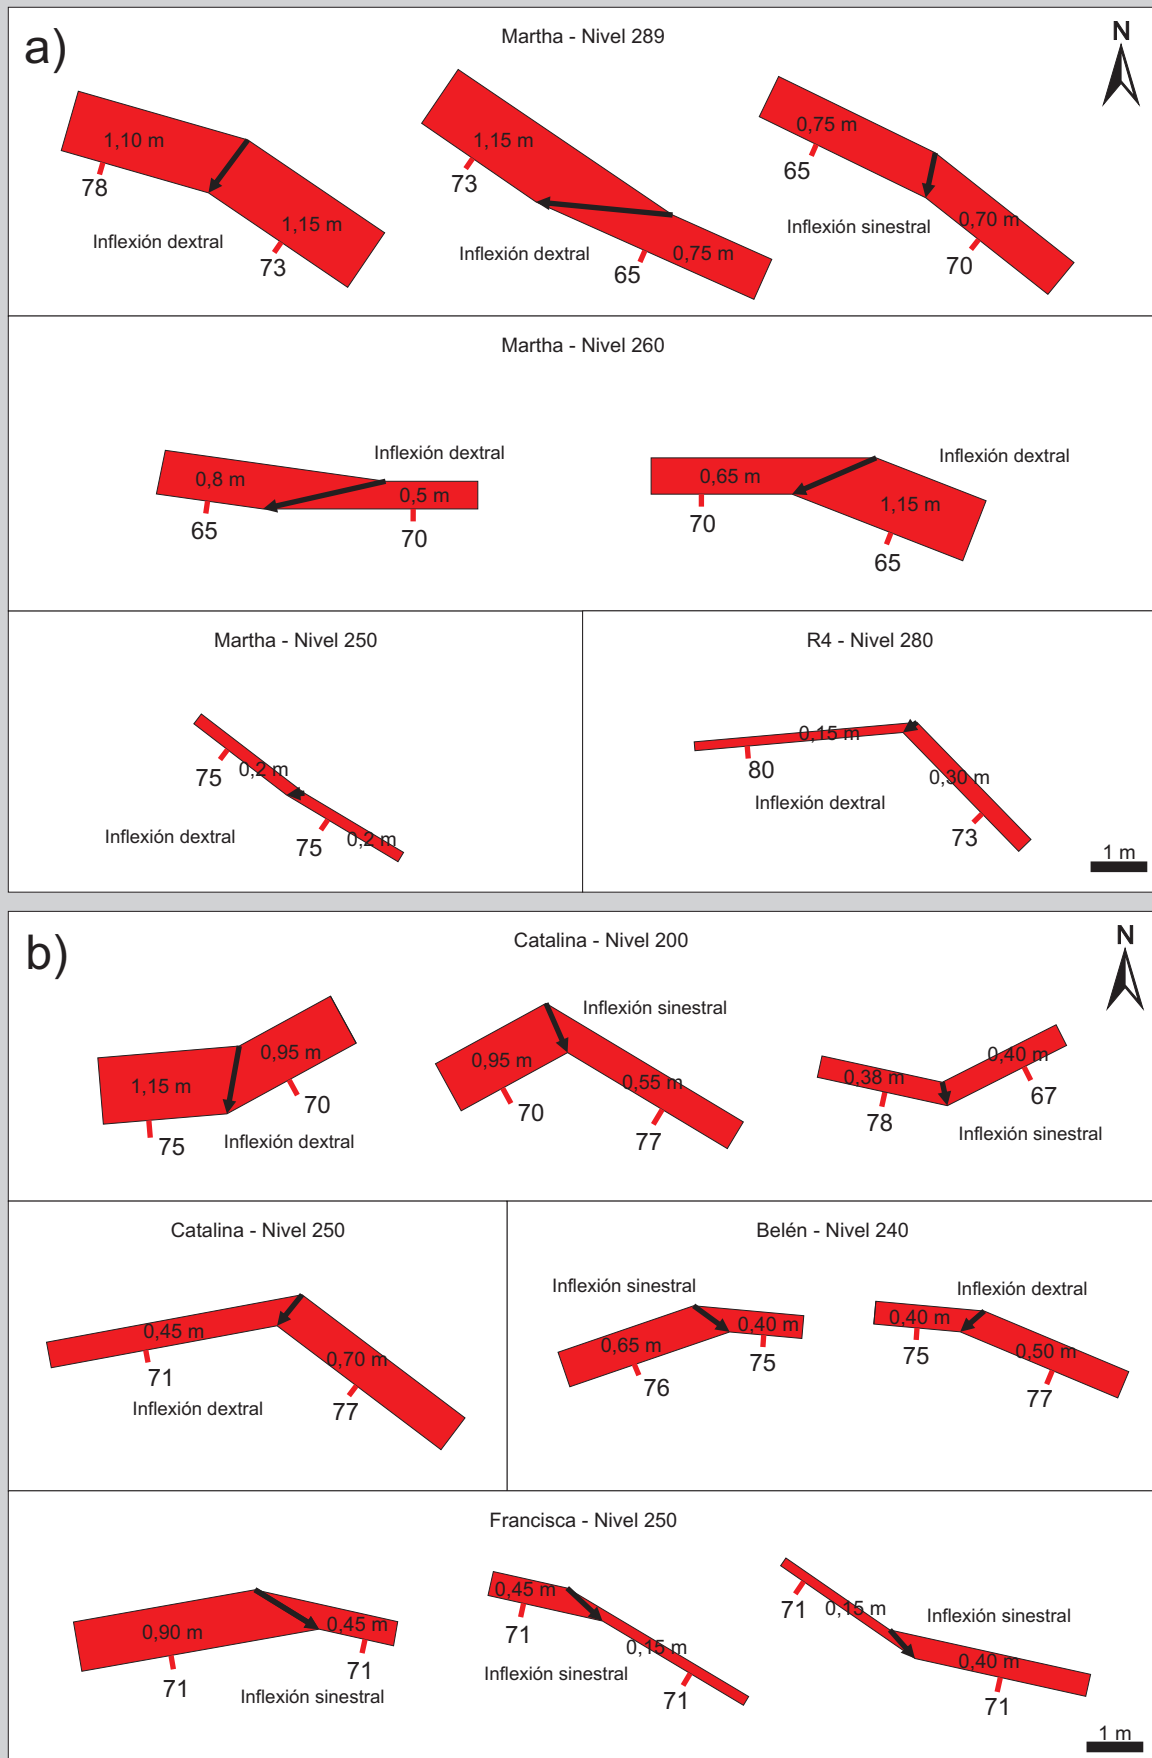 a)
Martha - Nivel 289
N
1,10 m
78
Inflexión dextral
1,15 m
73
1,15 m
73
Inflexión dextral
0,75 m
65
0,75 m
65
Inflexión sinestral
0,70 m
70
Martha - Nivel 260
0,8 m
65
Inflexión dextral
0,5 m
70
0,65 m
70
Inflexión dextral
1,15 m
65
Martha - Nivel 250
75
0,2 m
Inflexión dextral
75
0,2 m
R4 - Nivel 280
0,15 m
80
0,30 m
Inflexión dextral
73
1 m
b)
Catalina - Nivel 200
N
1,15 m
75
0,95 m
70
Inflexión dextral
Inflexión sinestral
0,95 m
70
0,55 m
77
0,38 m
78
0,40 m
67
Inflexión sinestral
Catalina - Nivel 250
0,45 m
71
Inflexión dextral
0,70 m
77
Belén - Nivel 240
Inflexión sinestral
0,65 m
76
0,40 m
75
0,40 m
75
Inflexión dextral
0,50 m
77
Francisca - Nivel 250
0,90 m
71
0,45 m
71
Inflexión sinestral
0,45 m
71
0,15 m
Inflexión sinestral
71
71
0,15 m
Inflexión sinestral
0,40 m
71
1 m